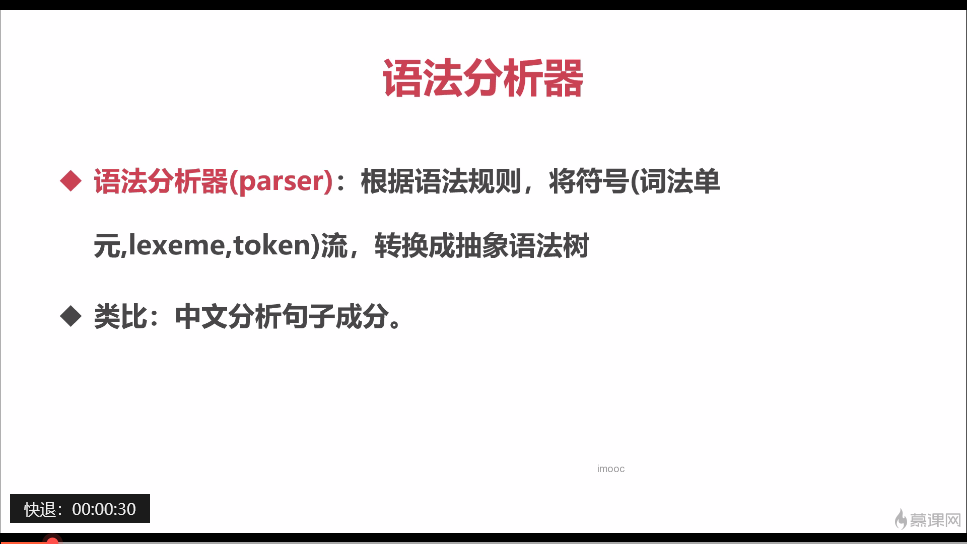 语法分析器
语法分析器(parser)：根据语法规则，将符号(词法单
元,lexeme,token)流，转换成抽象语法树
类比：中文分析句子成分。
imooc
快退：00:00:30
慕课网